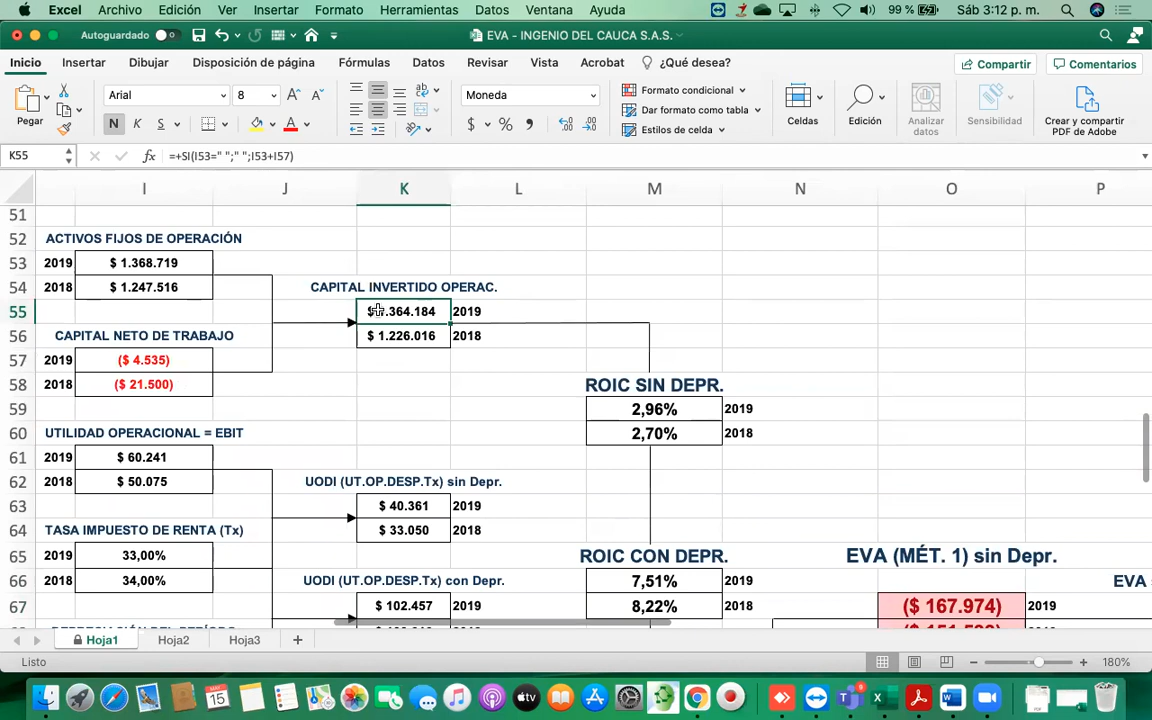 Excel Archivo Edición Ver Insertar Formato Herramientas Datos Ventana Ayuda 99 % Sáb 3:12 p. m.
Autoguardado EVA - INGENIO DEL CAUCA S.A.S.
Inicio Insertar Dibujar Disposición de página Fórmulas Datos Revisar Vista Acrobat ¿Qué desea? Compartir Comentarios
Pegar Arial 8 N K S Moneda Formato condicional Dar formato como tabla Estilos de celda Celdas Edición Analizar datos Sensibilidad Crear y compartir PDF de Adobe
K55 fx =+SI(I53=" ";" ";I53+I57)
I J K L M N O P
51
52 ACTIVOS FIJOS DE OPERACIÓN
53 2019 $ 1.368.719
54 2018 $ 1.247.516 CAPITAL INVERTIDO OPERAC.
55 .364.184 2019
56 CAPITAL NETO DE TRABAJO $ 1.226.016 2018
57 2019 ($ 4.535)
58 2018 ($ 21.500) ROIC SIN DEPR.
59 2,96% 2019
60 UTILIDAD OPERACIONAL = EBIT 2,70% 2018
61 2019 $ 60.241
62 2018 $ 50.075 UODI (UT.OP.DESP.Tx) sin Depr.
63 $ 40.361 2019
64 TASA IMPUESTO DE RENTA (Tx) $ 33.050 2018
65 2019 33,00% ROIC CON DEPR. EVA (MÉT. 1) sin Depr.
66 2018 34,00% UODI (UT.OP.DESP.Tx) con Depr. 7,51% 2019 EVA
67 $ 102.457 2019 8,22% 2018 ($ 167.974) 2019
Hoja1 Hoja2 Hoja3
Listo 180%